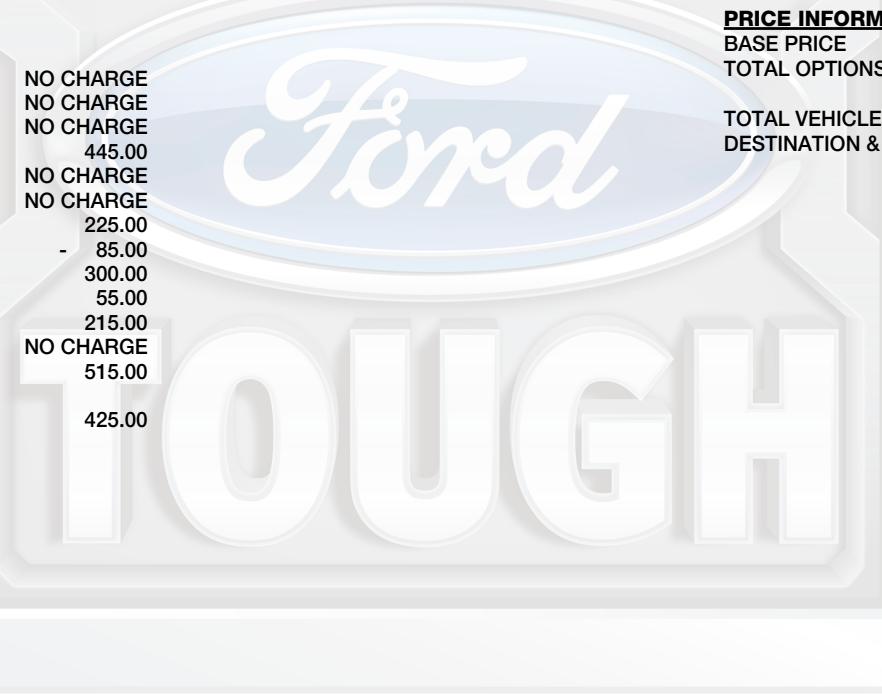 NO CHARGE
NO CHARGE
NO CHARGE
445.00
NO CHARGE
NO CHARGE
225.00
- 85.00
300.00
55.00
215.00
NO CHARGE
515.00
425.00
PRICE INFORM
BASE PRICE
TOTAL OPTIONS
TOTAL VEHICLE
DESTINATION &
Ford
TOUGH